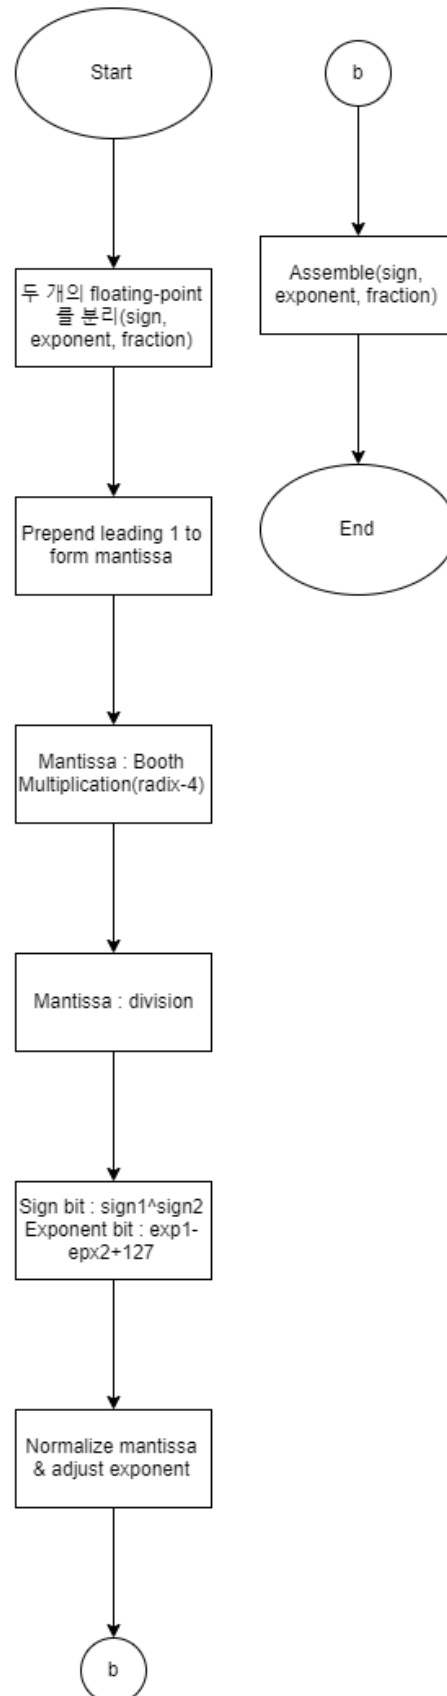 Start
두 개의 floating-point
를 분리(sign,
exponent, fraction)
Prepend leading 1 to
form mantissa
Mantissa : Booth
Multiplication(radix-4)
Mantissa : division
Sign bit : sign1^sign2
Exponent bit : exp1-
epx2+127
Normalize mantissa
& adjust exponent
b
b
Assemble(sign,
exponent, fraction)
End